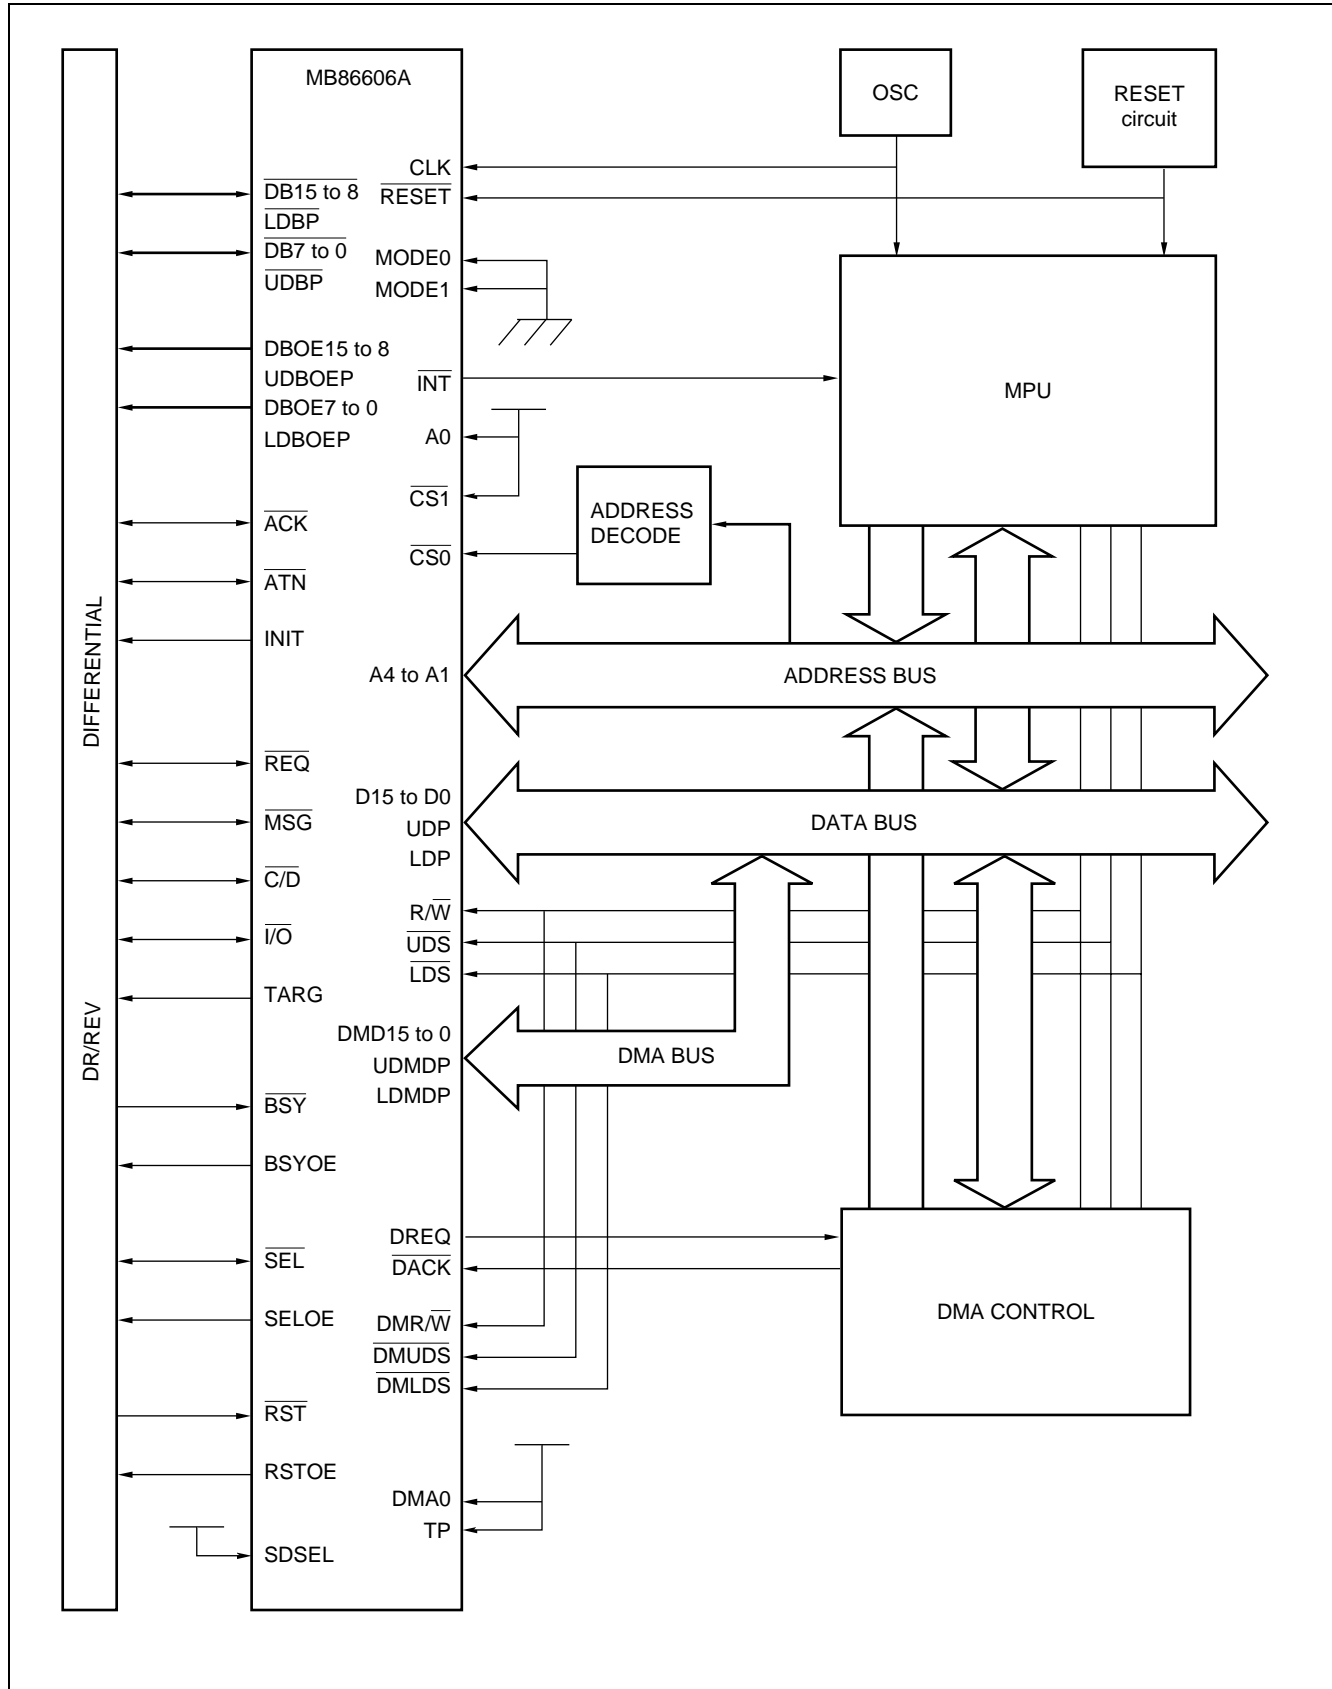 MB86606A
OSC
RESET
circuit
CLK
DB15 to 8
RESET
LDBP
DB7 to 0
MODE0
UDBP
MODE1
DBOE15 to 8
UDBOEP
INT
MPU
DBOE7 to 0
LDBOEP
A0
CS1
ADDRESS
DECODE
ACK
CS0
ATN
INIT
A4 to A1
ADDRESS BUS
DIFFERENTIAL
REQ
D15 to D0
MSG
UDP
DATA BUS
LDP
C/D
R/W
I/O
UDS
LDS
TARG
DR/REV
DMD15 to 0
UDMDP
DMA BUS
LDMDP
BSY
BSYOE
DREQ
SEL
DACK
SELOE
DMR/W
DMA CONTROL
DMUDS
DMLDS
RST
RSTOE
DMA0
TP
SDSEL